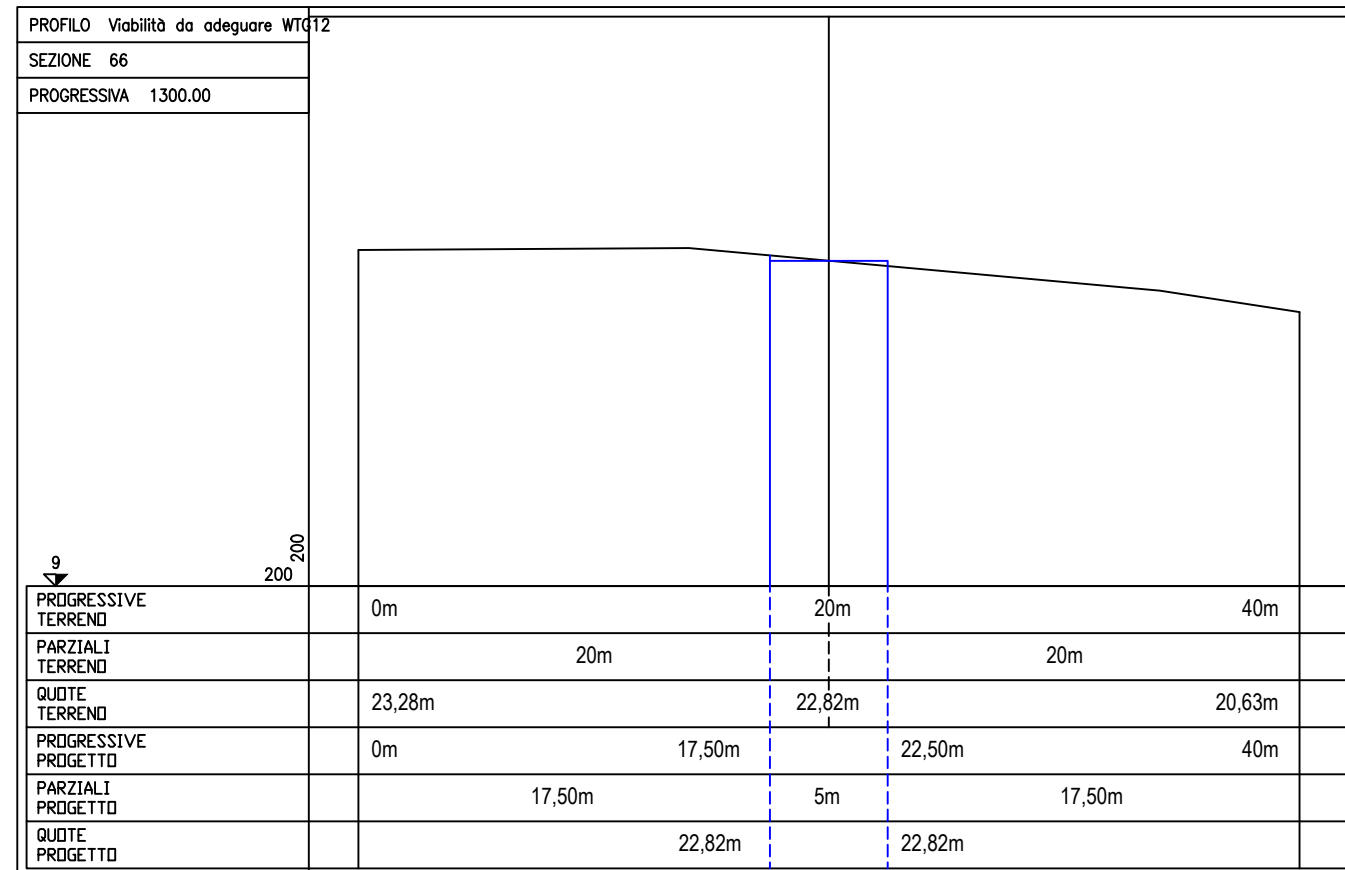 PROFILO Viabilità da adeguare WTG12
SEZIONE 66
PROGRESSIVA 1300.00
9
200
200
PROGRESSIVE
TERRENO
0m 20m 40m
PARZIALI
TERRENO
20m 20m
QUOTE
TERRENO
23,28m 22,82m 20,63m
PROGRESSIVE
PROGETTO
0m 17,50m 22,50m 40m
PARZIALI
PROGETTO
17,50m 5m 17,50m
QUOTE
PROGETTO
22,82m 22,82m